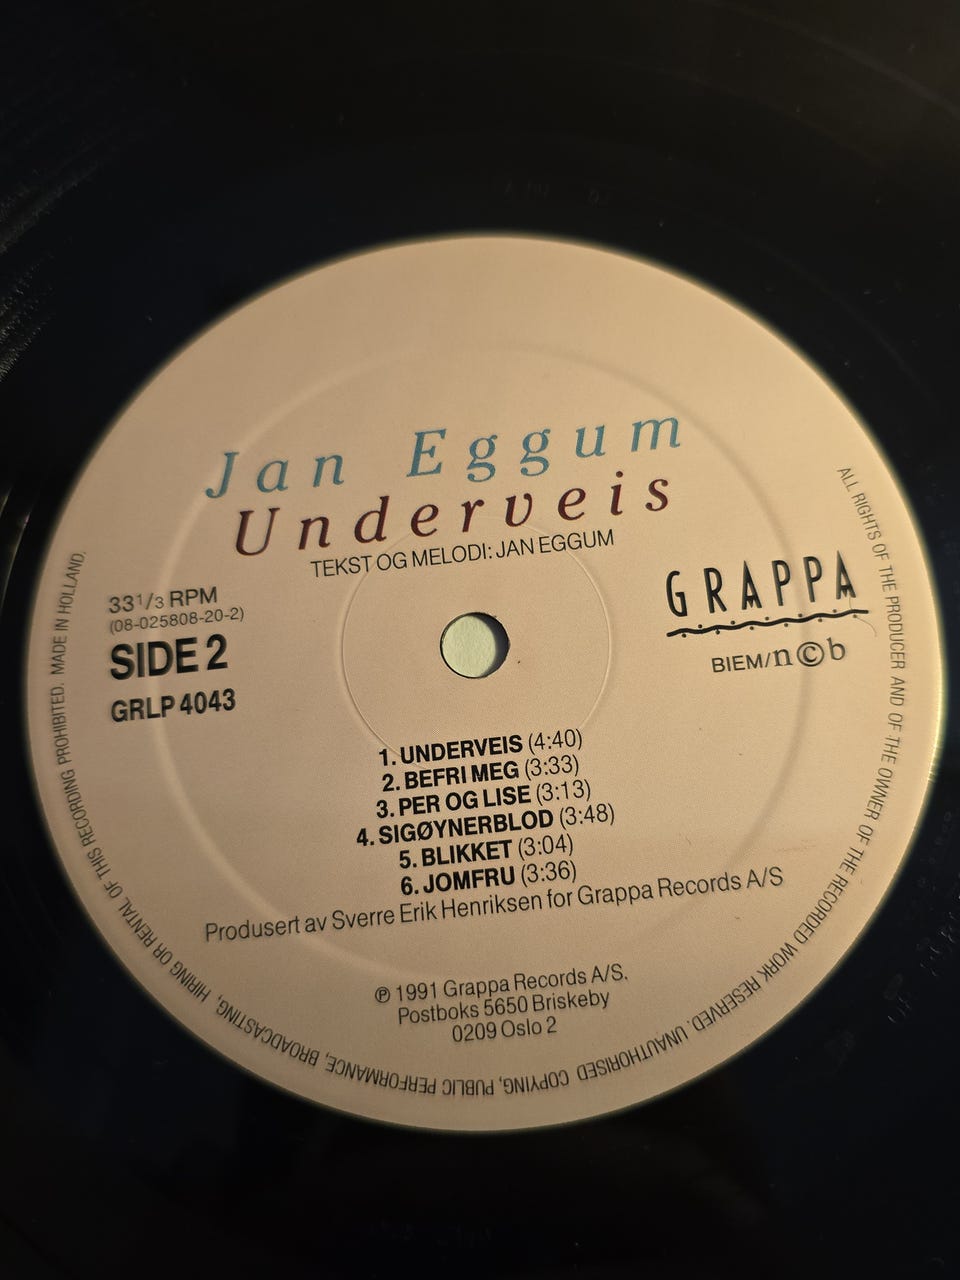 Jan Eggum
Underveis
TEKST OG MELODI: JAN EGGUM
33 1/3 RPM
(08-025808-20-2)
SIDE 2
GRLP 4043
GRAPPA
BIEM/n©b
1. UNDERVEIS (4:40)
2. BEFRI MEG (3:33)
3. PER OG LISE (3:13)
4. SIGØYNERBLOD (3:48)
5. BLIKKET (3:04)
6. JOMFRU (3:36)
Produsert av Sverre Erik Henriksen for Grappa Records A/S
℗ 1991 Grappa Records A/S.
Postboks 5650 Briskeby
0209 Oslo 2
ALL RIGHTS OF THE PRODUCER AND OF THE OWNER OF THE RECORDED WORK RESERVED. UNAUTHORISED COPYING, PUBLIC PERFORMANCE, BROADCASTING, HIRING OR RENTAL OF THIS RECORDING PROHIBITED. MADE IN HOLLAND.